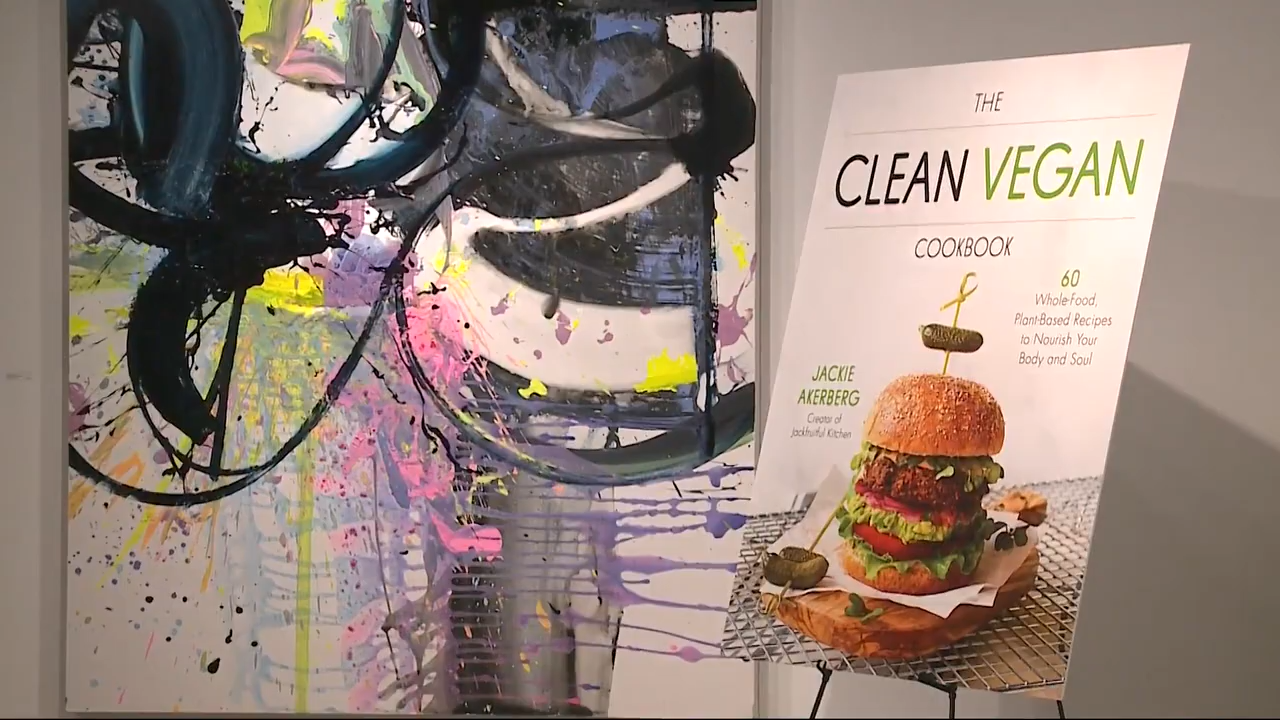 THE
CLEAN VEGAN
COOKBOOK
60
Whole-Food,
Plant-Based Recipes
to Nourish Your
Body and Soul
JACKIE
AKERBERG
Creator of
Jackfruitful Kitchen